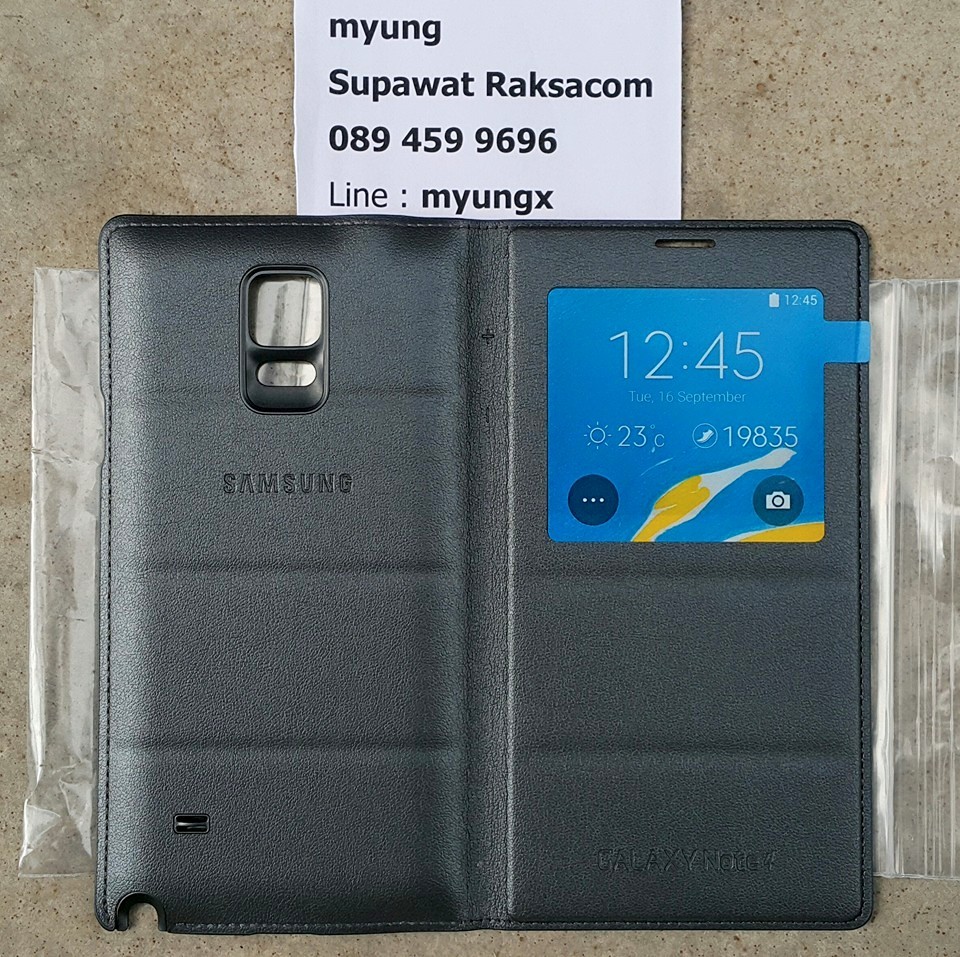 myung
Supawat Raksacom
089 459 9696
Line : myungx
12:45
12:45
Tue, 16 September
23°c 19835
SAMSUNG
GALAXY Note 4